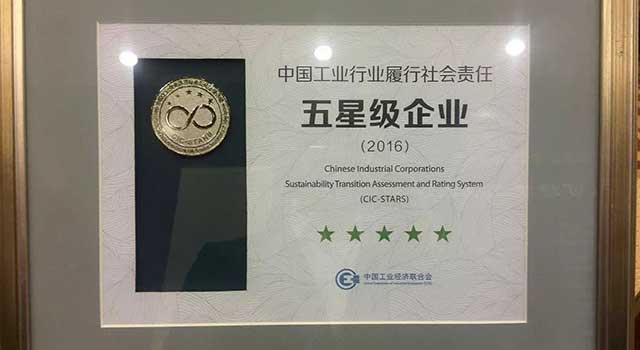 CIC-STARS
中国工业行业履行社会责任
五星级企业
(2016)
Chinese Industrial Corporations
Sustainability Transition Assessment and Rating System
(CIC-STARS)
中国工业经济联合会